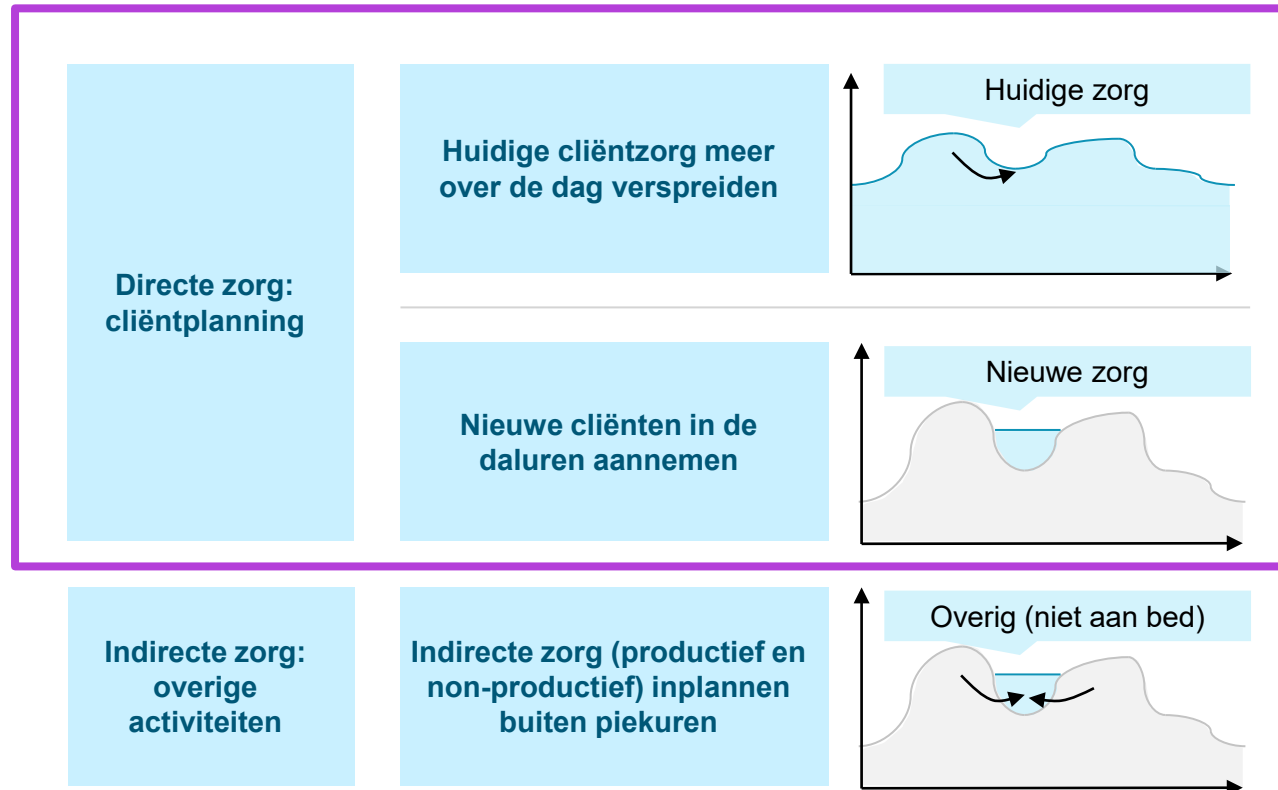 Directe zorg:
cliëntplanning
Huidige cliëntzorg meer
over de dag verspreiden
Huidige zorg
Nieuwe cliënten in de
daluren aannemen
Nieuwe zorg
Indirecte zorg:
overige
activiteiten
Indirecte zorg (productief en
non-productief) inplannen
buiten piekuren
Overig (niet aan bed)